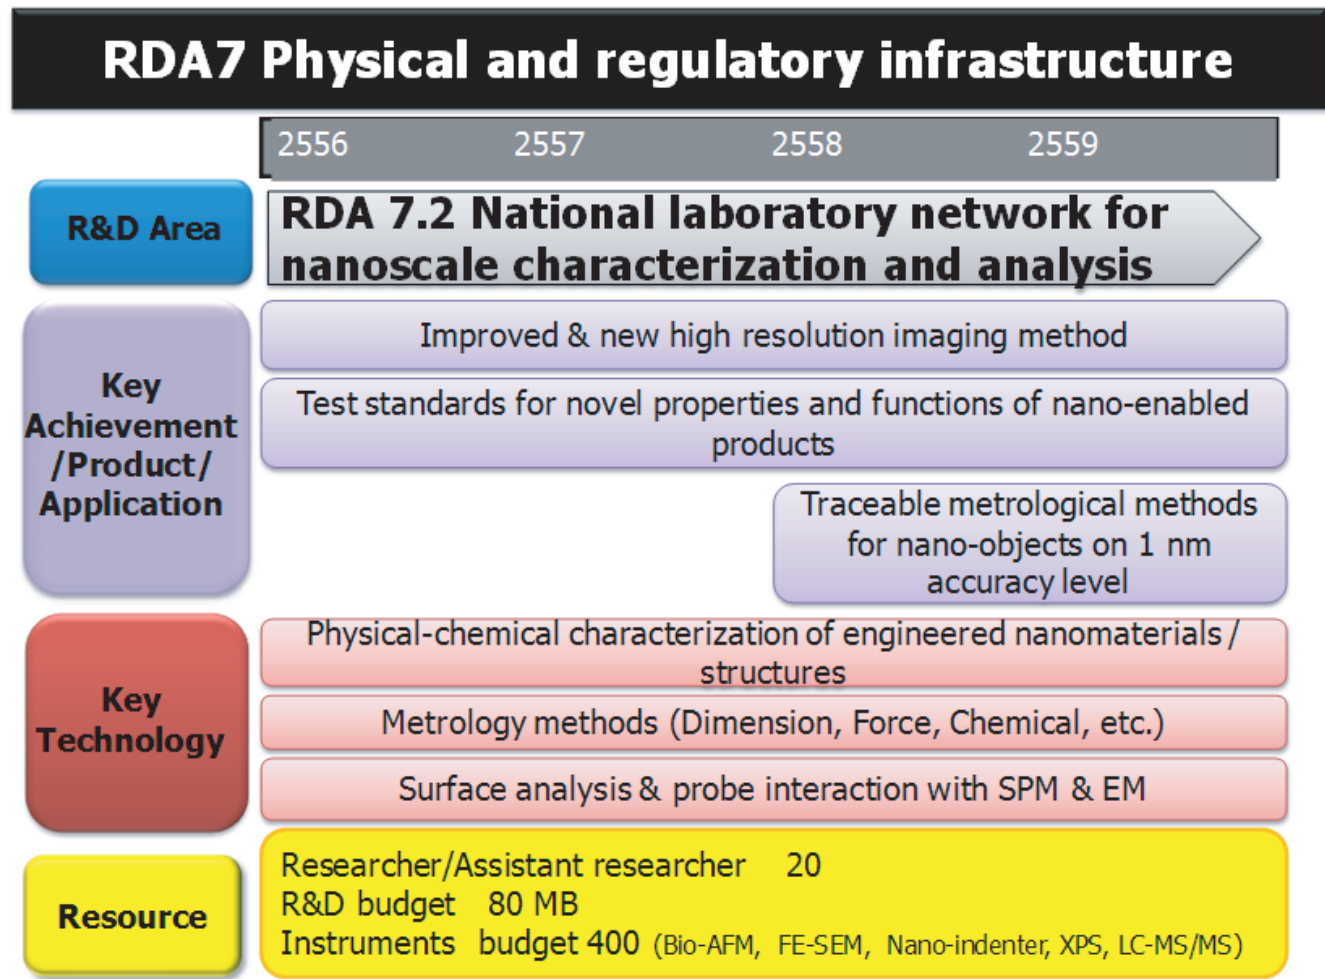 RDA7 Physical and regulatory infrastructure
2556 2557 2558 2559
R&D Area
RDA 7.2 National laboratory network for
nanoscale characterization and analysis
Key
Achievement
/Product/
Application
Improved & new high resolution imaging method
Test standards for novel properties and functions of nano-enabled
products
Traceable metrological methods
for nano-objects on 1 nm
accuracy level
Key
Technology
Physical-chemical characterization of engineered nanomaterials /
structures
Metrology methods (Dimension, Force, Chemical, etc.)
Surface analysis & probe interaction with SPM & EM
Resource
Researcher/Assistant researcher 20
R&D budget 80 MB
Instruments budget 400 (Bio-AFM, FE-SEM, Nano-indenter, XPS, LC-MS/MS)